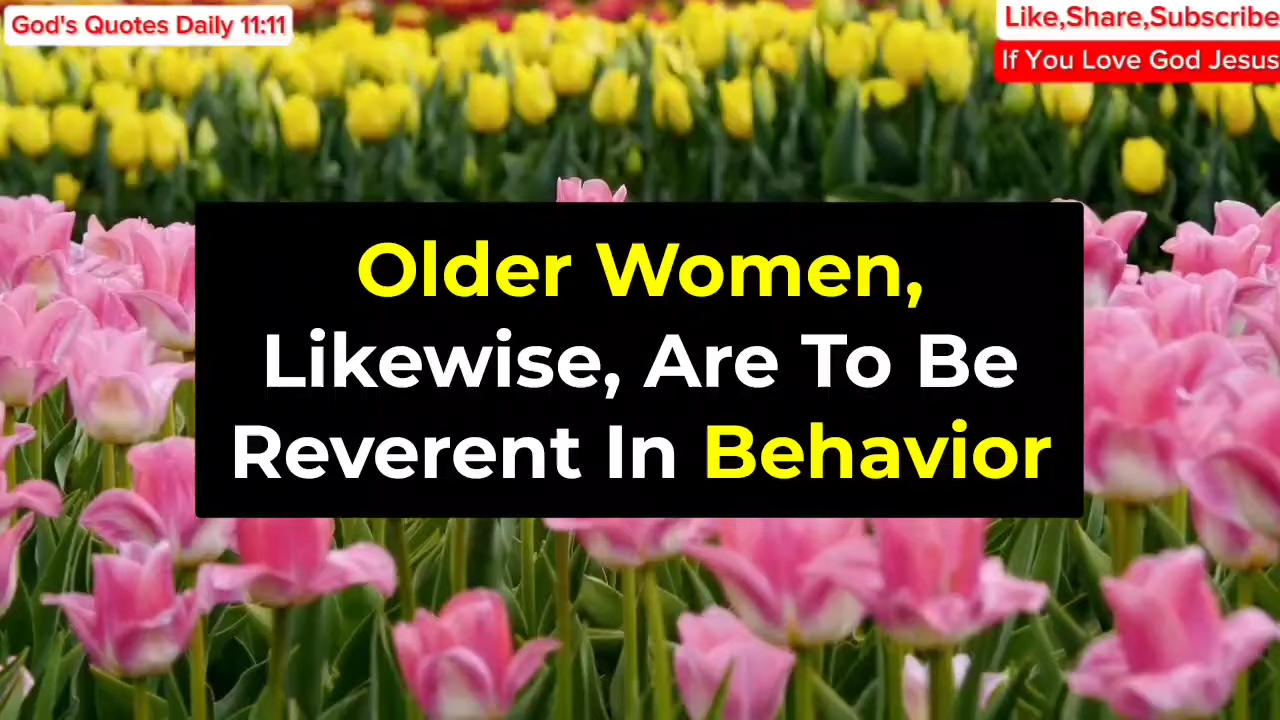 God's Quotes Daily 11:11
Like,Share,Subscribe
If You Love God Jesus
Older Women,
Likewise, Are To Be
Reverent In Behavior